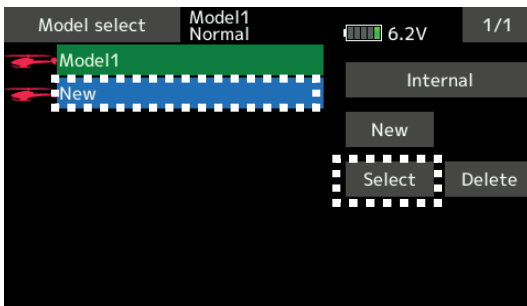 Model select
Model1
Normal
6.2V
1/1
Model1
Internal
New
New
Select
Delete